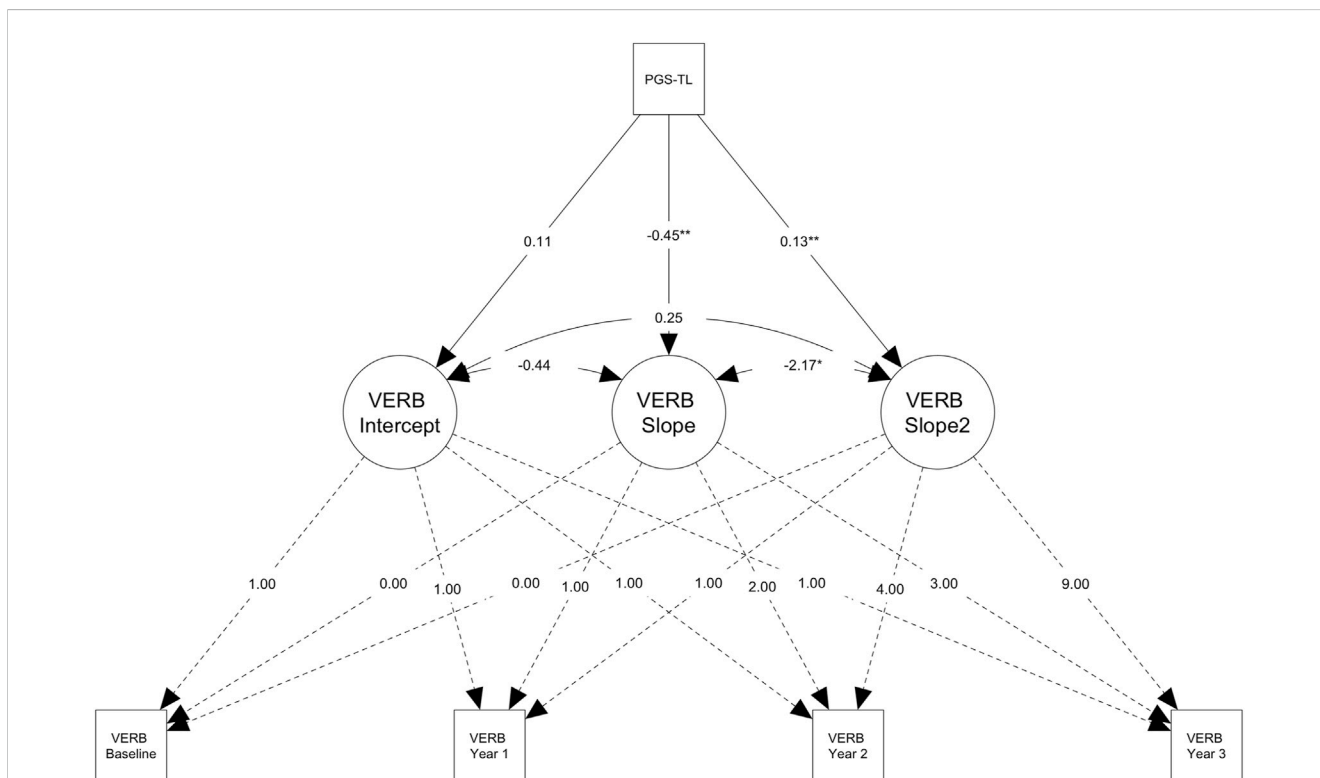 PGS-TL
0.11
-0.45**
0.13**
0.25
-0.44
-2.17*
VERB
Intercept
VERB
Slope
VERB
Slope2
1.00
0.00
1.00
1.00
0.00
1.00
1.00
2.00
1.00
4.00
3.00
9.00
VERB
Baseline
VERB
Year 1
VERB
Year 2
VERB
Year 3